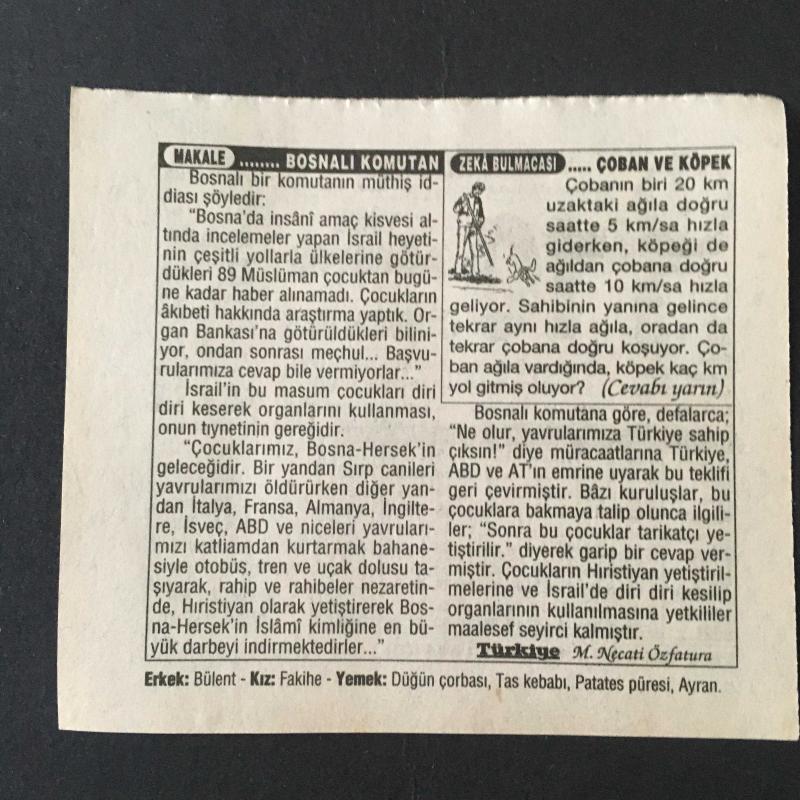 MAKALE ........ BOSNALI KOMUTAN
Bosnalı bir komutanın müthiş id-
diası şöyledir:
“Bosna'da insânî amaç kisvesi al-
tında incelemeler yapan İsrail heyeti-
nin çeşitli yollarla ülkelerine götür-
dükleri 89 Müslüman çocuktan bugü-
ne kadar haber alınamadı. Çocukların
âkıbeti hakkında araştırma yaptık. Or-
gan Bankası'na götürüldükleri bilini-
yor, ondan sonrası meçhul... Başvu-
rularımıza cevap bile vermiyorlar...”
İsrail'in bu masum çocukları diri
diri keserek organlarını kullanması,
onun tıynetinin gereğidir.
“Çocuklarımız, Bosna-Hersek'in
geleceğidir. Bir yandan Sırp canileri
yavrularımızı öldürürken diğer yan-
dan İtalya, Fransa, Almanya, İngilte-
re, İsveç, ABD ve niceleri yavruları-
mızı katliamdan kurtarmak bahane-
siyle otobüs, tren ve uçak dolusu ta-
şıyarak, rahip ve rahibeler nezaretin-
de, Hıristiyan olarak yetiştirerek Bos-
na-Hersek'in İslâmî kimliğine en bü-
yük darbeyi indirmektedirler...”
ZEKÂ BULMACASI ..... ÇOBAN VE KÖPEK
Çobanın biri 20 km
uzaktaki ağıla doğru
saatte 5 km/sa hızla
giderken, köpeği de
ağıldan çobana doğru
saatte 10 km/sa hızla
geliyor. Sahibinin yanına gelince
tekrar aynı hızla ağıla, oradan da
tekrar çobana doğru koşuyor. Ço-
ban ağıla vardığında, köpek kaç km
yol gitmiş oluyor? (Cevabı yarın)
Bosnalı komutana göre, defalarca;
“Ne olur, yavrularımıza Türkiye sahip
çıksın!” diye müracaatlarına Türkiye,
ABD ve AT'ın emrine uyarak bu teklifi
geri çevirmiştir. Bâzı kuruluşlar, bu
çocuklara bakmaya talip olunca ilgili-
ler; “Sonra bu çocuklar tarikatçı ye-
tiştirilir.” diyerek garip bir cevap ver-
miştir. Çocukların Hıristiyan yetiştiril-
melerine ve İsrail'de diri diri kesilip
organlarının kullanılmasına yetkililer
maalesef seyirci kalmıştır.
Türkiye M. Necati Özfatura
Erkek: Bülent - Kız: Fakihe - Yemek: Düğün çorbası, Tas kebabı, Patates püresi, Ayran.